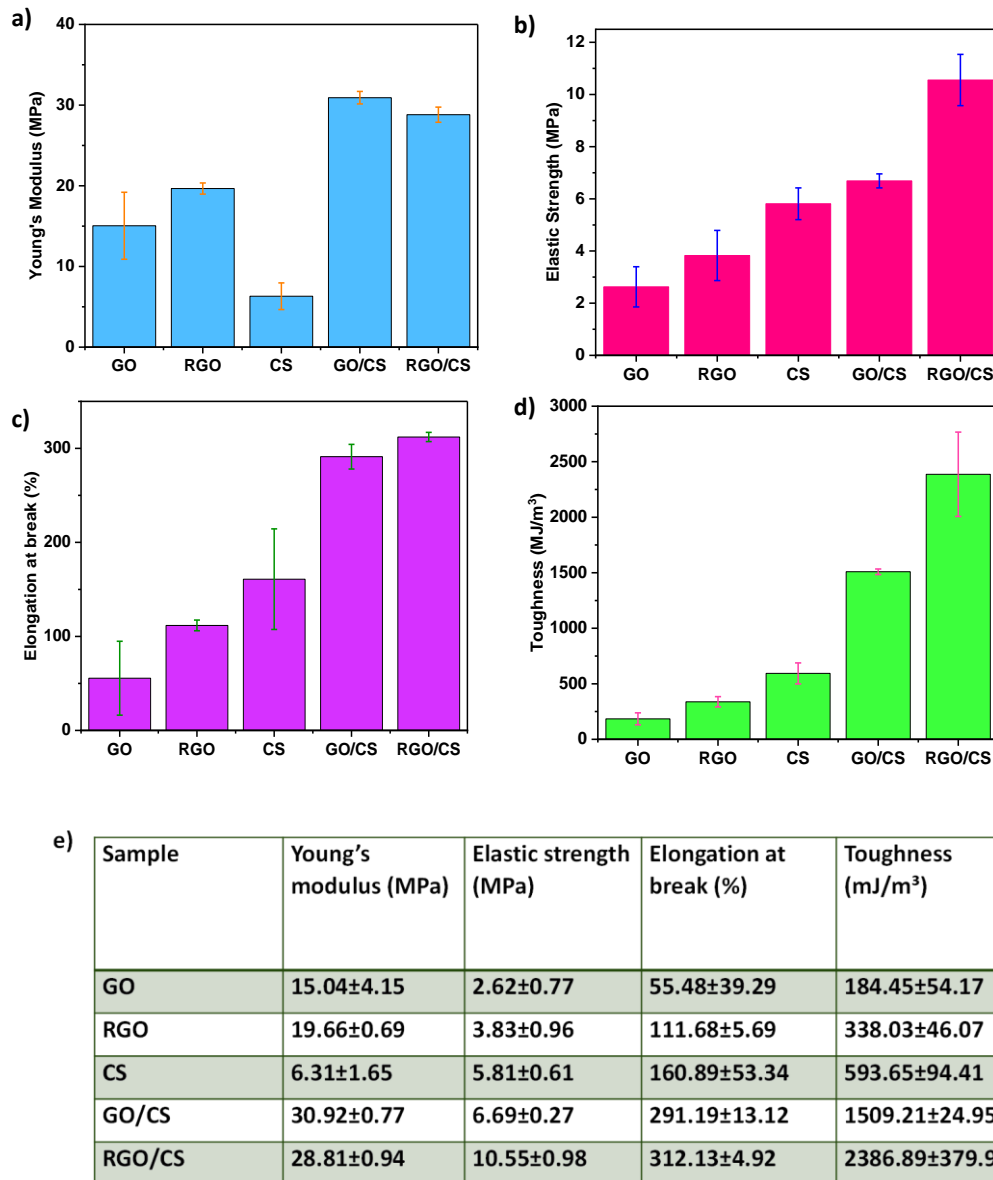 a)
40
30
20
10
0
Young's Modulus (MPa)
GO RGO CS GO/CS RGO/CS
b)
12
10
8
6
4
2
0
Elastic Strength (MPa)
GO RGO CS GO/CS RGO/CS
c)
300
200
100
0
Elongation at break (%)
GO RGO CS GO/CS RGO/CS
d)
3000
2500
2000
1500
1000
500
0
Toughness (MJ/m³)
GO RGO CS GO/CS RGO/CS
e)
Sample Young's modulus (MPa) Elastic strength (MPa) Elongation at break (%) Toughness (mJ/m³)
GO 15.04±4.15 2.62±0.77 55.48±39.29 184.45±54.17
RGO 19.66±0.69 3.83±0.96 111.68±5.69 338.03±46.07
CS 6.31±1.65 5.81±0.61 160.89±53.34 593.65±94.41
GO/CS 30.92±0.77 6.69±0.27 291.19±13.12 1509.21±24.95
RGO/CS 28.81±0.94 10.55±0.98 312.13±4.92 2386.89±379.9